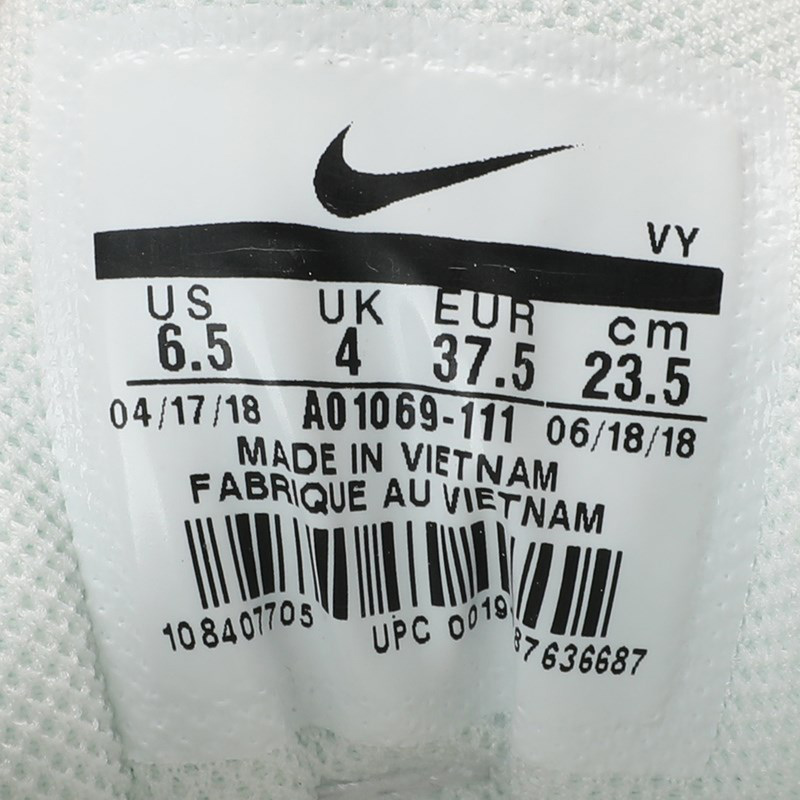 VY
US UK EUR cm
6.5 4 37.5 23.5
04/17/18 AO1069-111 06/18/18
MADE IN VIETNAM
FABRIQUE AU VIETNAM
108407705 UPC 0019
87636687